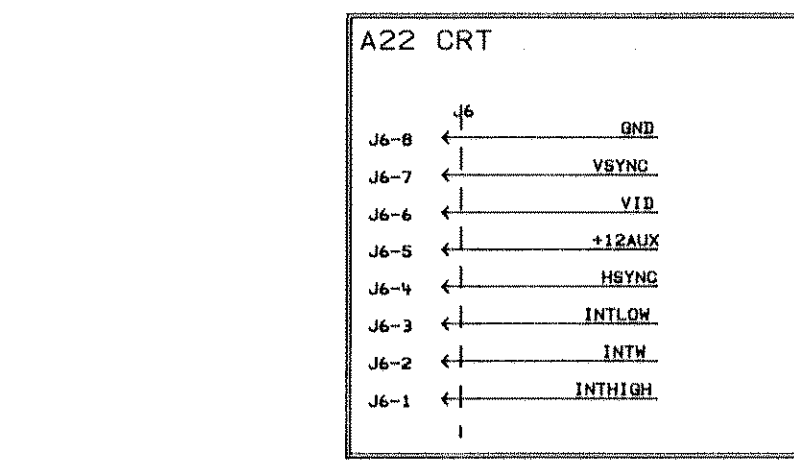 A22 CRT
J6
J6-8 GND
J6-7 VSYNC
J6-6 VID
J6-5 +12AUX
J6-4 HSYNC
J6-3 INTLOW
J6-2 INTW
J6-1 INTHIGH